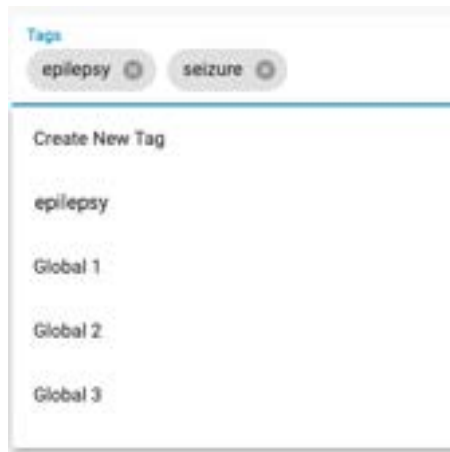 Tags
epilepsy seizure
Create New Tag
epilepsy
Global 1
Global 2
Global 3